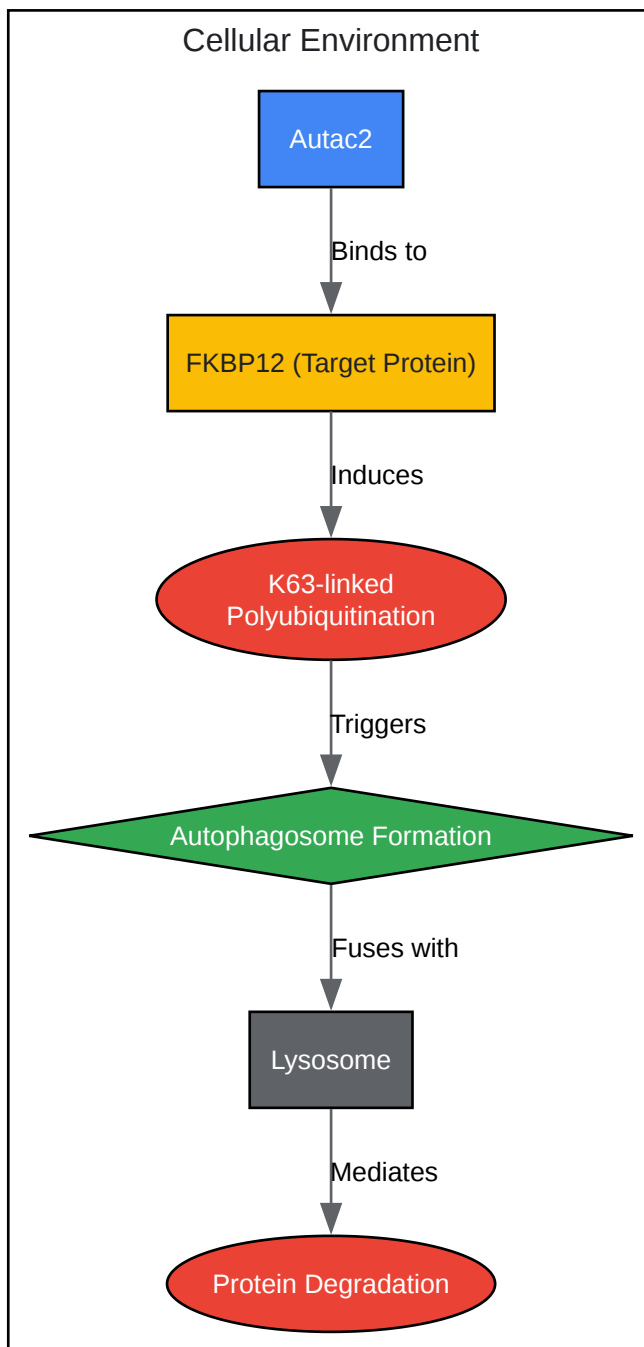 Cellular Environment
Autac2
Binds to
FKBP12 (Target Protein)
Induces
K63-linked
Polyubiquitination
Triggers
Autophagosome Formation
Fuses with
Lysosome
Mediates
Protein Degradation